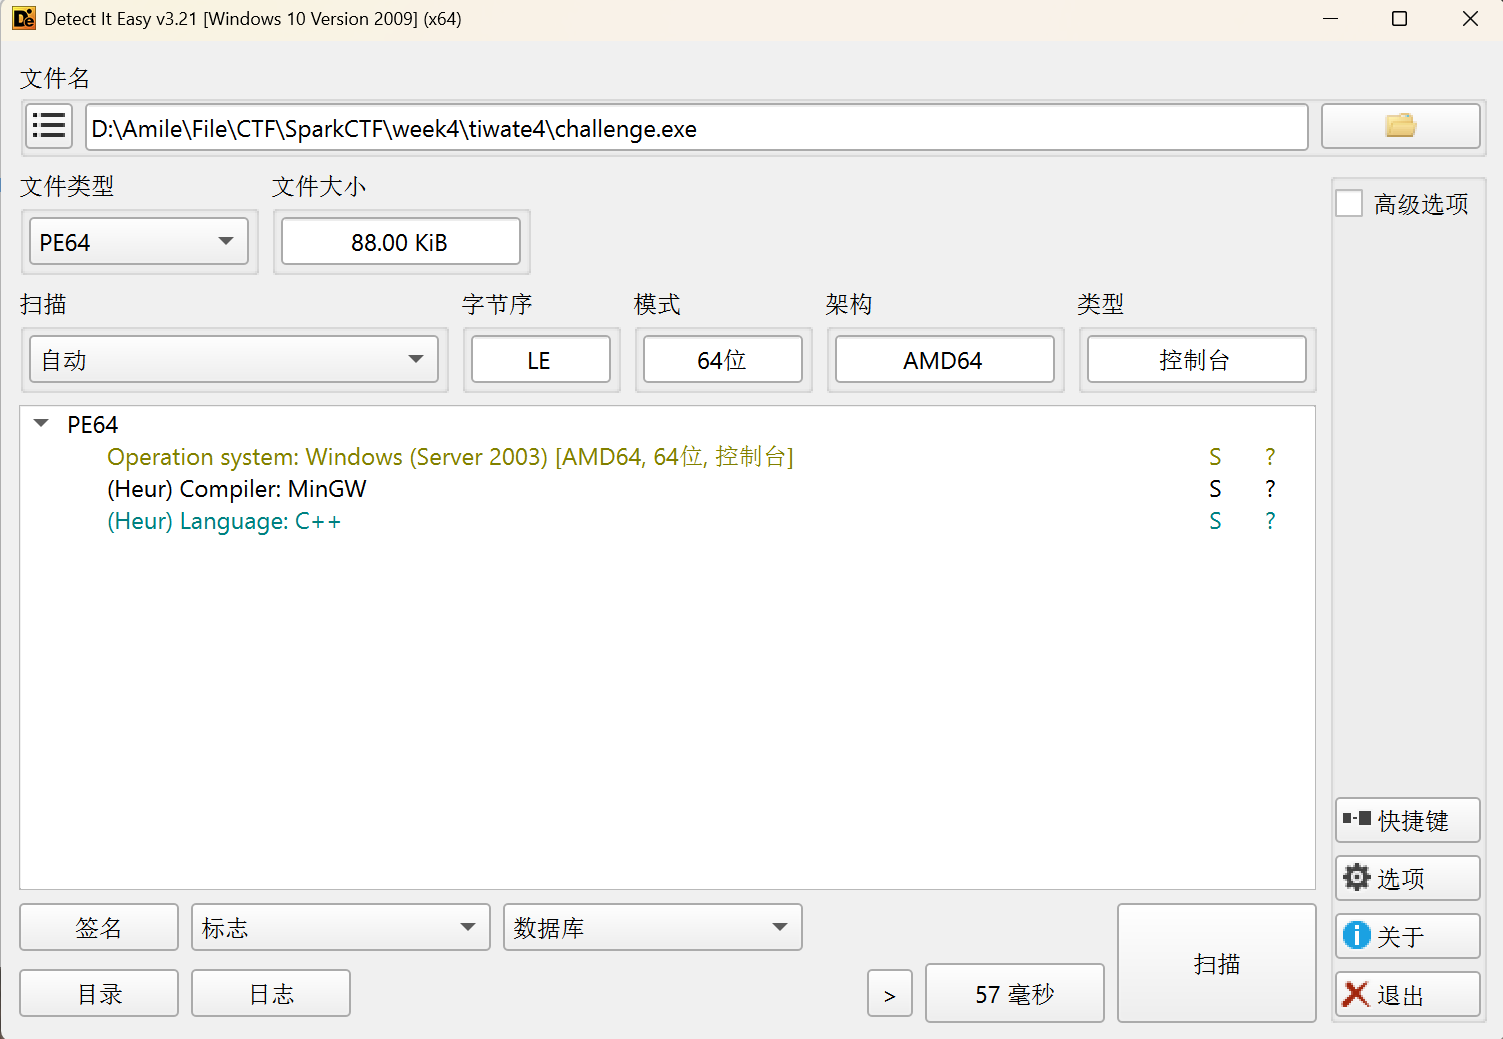 Detect It Easy v3.21 [Windows 10 Version 2009] (x64)
文件名
D:\Amile\File\CTF\SparkCTF\week4\tiwate4\challenge.exe
文件类型 文件大小
高级选项
PE64 88.00 KiB
扫描 字节序 模式 架构 类型
自动 LE 64位 AMD64 控制台
PE64
Operation system: Windows (Server 2003) [AMD64, 64位, 控制台] S ?
(Heur) Compiler: MinGW S ?
(Heur) Language: C++ S ?
快捷键
选项
签名 标志 数据库
关于
扫描
目录 日志 > 57 毫秒
退出